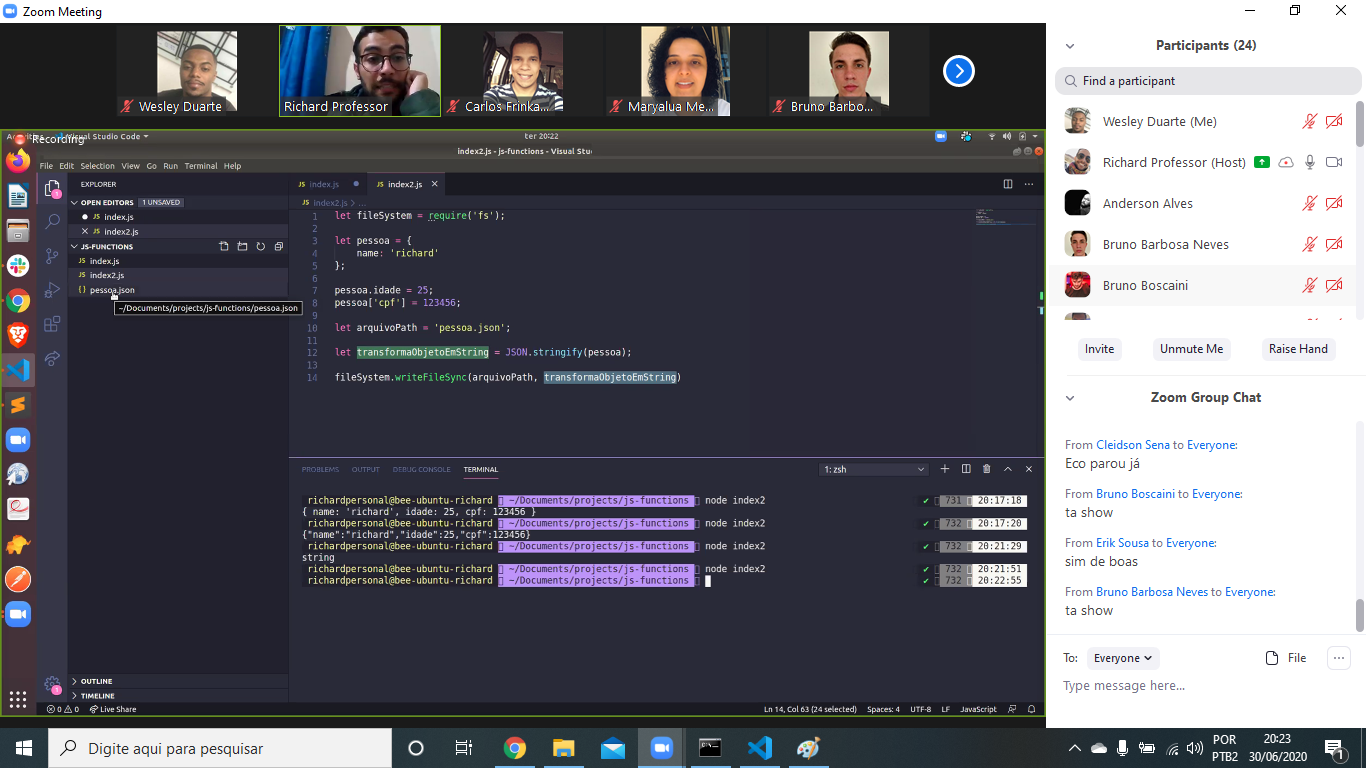 Zoom Meeting
Wesley Duarte
Richard Professor
Carlos Frinka...
Maryalua Me...
Bruno Barbo...
Recording
Visual Studio Code
ter 20:22
index2.js - js-functions - Visual Stu
File Edit Selection View Go Run Terminal Help
EXPLORER
OPEN EDITORS 1 UNSAVED
JS index.js
JS index2.js
JS-FUNCTIONS
JS index.js
JS index2.js
{} pessoa.json
~/Documents/projects/js-functions/pessoa.json
OUTLINE
TIMELINE
JS index.js
JS index2.js
JS index2.js > ...
1 let fileSystem = require('fs');
2
3 let pessoa = {
4 name: 'richard'
5 };
6
7 pessoa.idade = 25;
8 pessoa['cpf'] = 123456;
9
10 let arquivoPath = 'pessoa.json';
11
12 let transformaObjetoEmString = JSON.stringify(pessoa);
13
14 fileSystem.writeFileSync(arquivoPath, transformaObjetoEmString)
PROBLEMS OUTPUT DEBUG CONSOLE TERMINAL
1: zsh
richardpersonal@bee-ubuntu-richard ~/Documents/projects/js-functions node index2 ✔ 731 20:17:18
{ name: 'richard', idade: 25, cpf: 123456 }
richardpersonal@bee-ubuntu-richard ~/Documents/projects/js-functions node index2 ✔ 732 20:17:20
{"name":"richard","idade":25,"cpf":123456}
richardpersonal@bee-ubuntu-richard ~/Documents/projects/js-functions node index2 ✔ 732 20:21:29
string
richardpersonal@bee-ubuntu-richard ~/Documents/projects/js-functions node index2 ✔ 732 20:21:51
richardpersonal@bee-ubuntu-richard ~/Documents/projects/js-functions ✔ 732 20:22:55
0 0 Live Share
Ln 14, Col 63 (24 selected) Spaces: 4 UTF-8 LF JavaScript
Participants (24)
Find a participant
Wesley Duarte (Me)
Richard Professor (Host)
Anderson Alves
Bruno Barbosa Neves
Bruno Boscaini
Invite
Unmute Me
Raise Hand
Zoom Group Chat
From Cleidson Sena to Everyone:
Eco parou já
From Bruno Boscaini to Everyone:
ta show
From Erik Sousa to Everyone:
sim de boas
From Bruno Barbosa Neves to Everyone:
ta show
To: Everyone
File
Type message here...
Digite aqui para pesquisar
POR
PTB2
20:23
30/06/2020
1